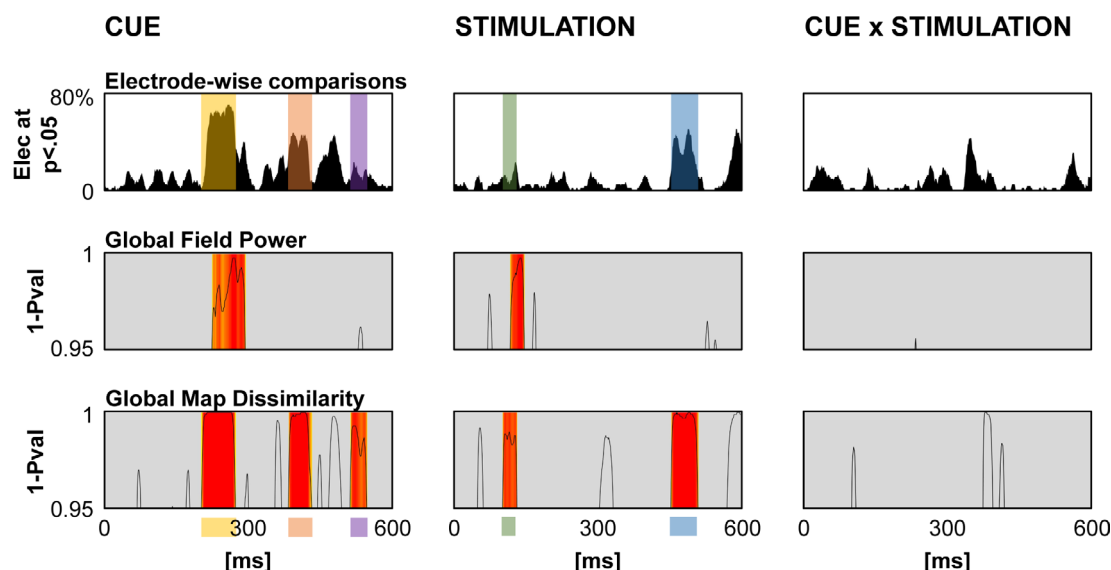 CUE STIMULATION CUE x STIMULATION
Electrode-wise comparisons
80%
Elec at
p<.05
0
Global Field Power
1
1-Pval
0.95
Global Map Dissimilarity
1
1-Pval
0.95
0 300 600 0 300 600 0 300 600
[ms] [ms] [ms]